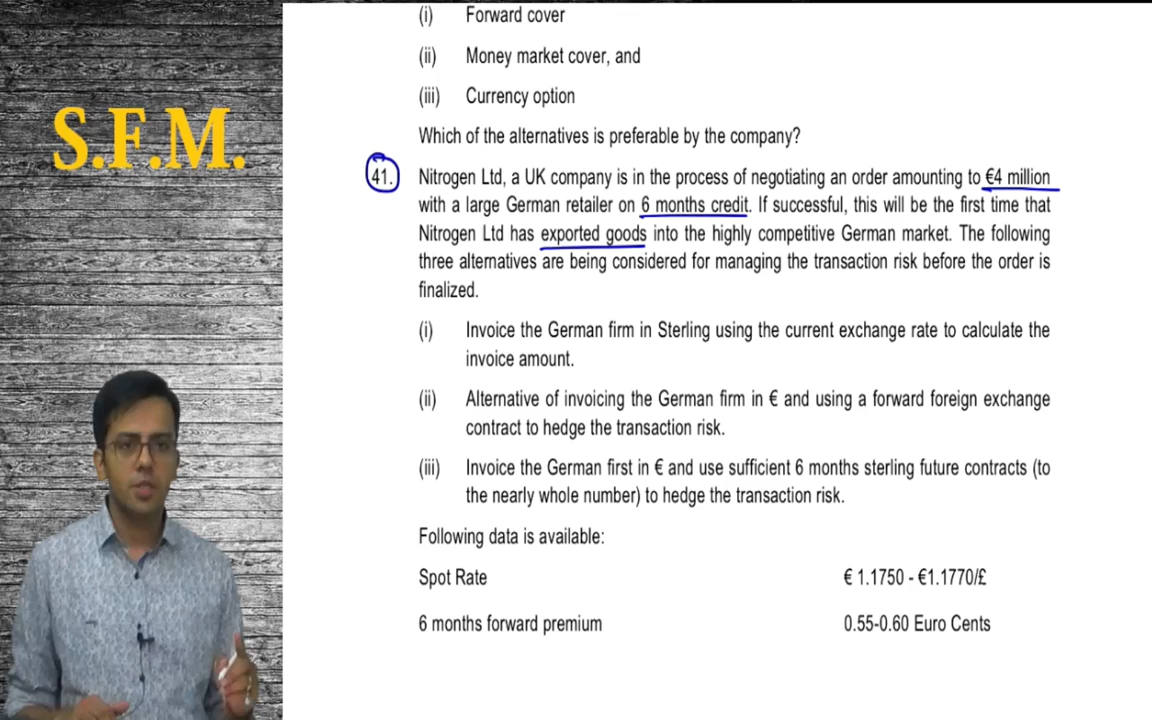 S.F.M.
(i) Forward cover
(ii) Money market cover, and
(iii) Currency option
Which of the alternatives is preferable by the company?
41. Nitrogen Ltd, a UK company is in the process of negotiating an order amounting to €4 million
with a large German retailer on 6 months credit. If successful, this will be the first time that
Nitrogen Ltd has exported goods into the highly competitive German market. The following
three alternatives are being considered for managing the transaction risk before the order is
finalized.
(i) Invoice the German firm in Sterling using the current exchange rate to calculate the
invoice amount.
(ii) Alternative of invoicing the German firm in € and using a forward foreign exchange
contract to hedge the transaction risk.
(iii) Invoice the German first in € and use sufficient 6 months sterling future contracts (to
the nearly whole number) to hedge the transaction risk.
Following data is available:
Spot Rate € 1.1750 - €1.1770/£
6 months forward premium 0.55-0.60 Euro Cents